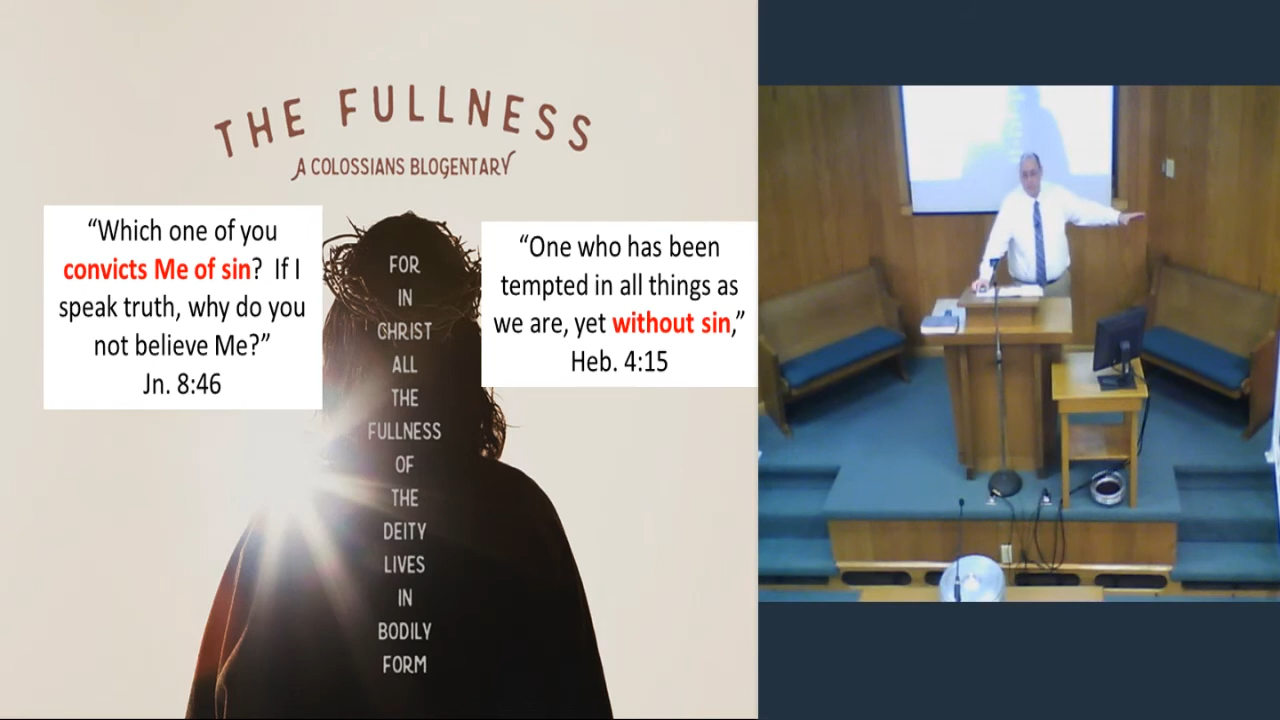 THE FULLNESS
A COLOSSIANS BLOGENTARY
“Which one of you
convicts Me of sin? If I
speak truth, why do you
not believe Me?”
Jn. 8:46
“One who has been
tempted in all things as
we are, yet without sin,”
Heb. 4:15
FOR
IN
CHRIST
ALL
THE
FULLNESS
OF
THE
DEITY
LIVES
IN
BODILY
FORM